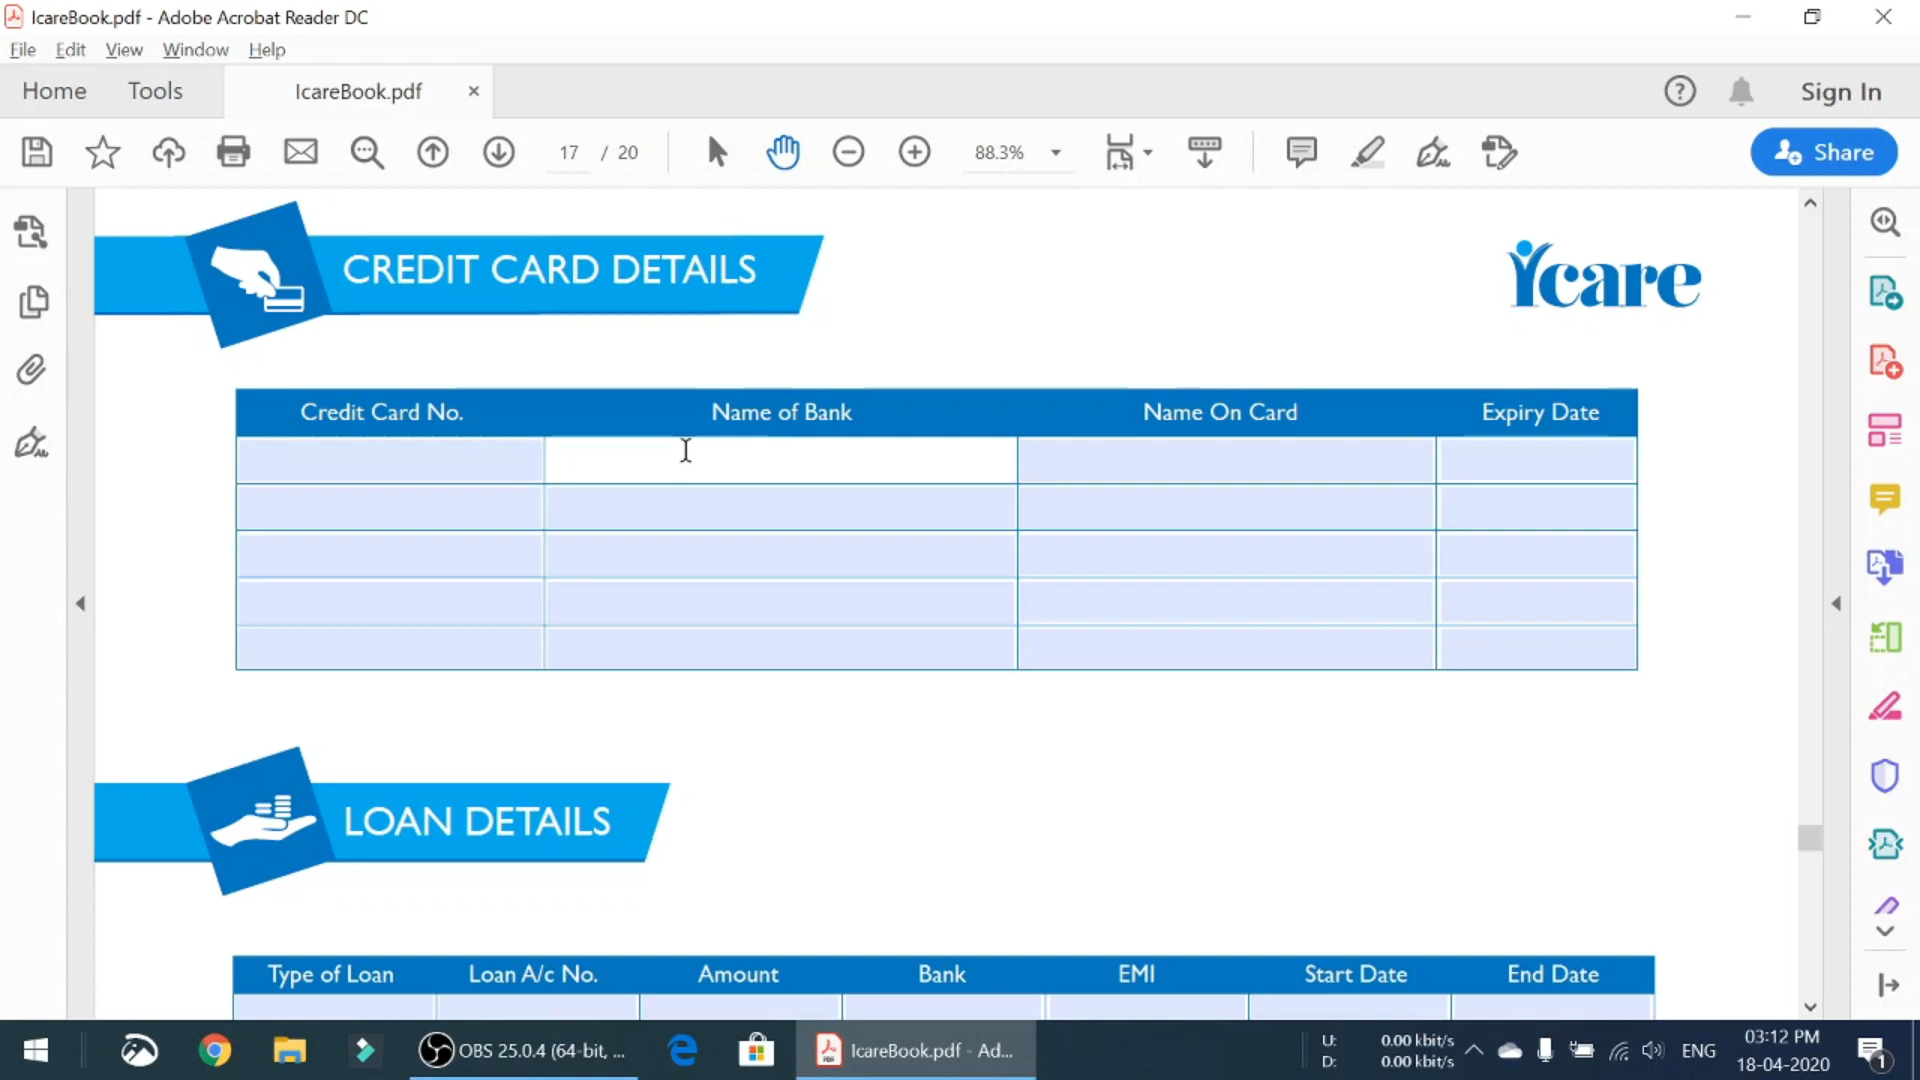 IcareBook.pdf - Adobe Acrobat Reader DC
File Edit View Window Help
Home Tools IcareBook.pdf × Sign In
17 / 20 88.3% Share
CREDIT CARD DETAILS
Ycare
Credit Card No. Name of Bank Name On Card Expiry Date
LOAN DETAILS
Type of Loan Loan A/c No. Amount Bank EMI Start Date End Date
OBS 25.0.4 (64-bit, ... IcareBook.pdf - Ad... U: 0.00 kbit/s ENG 03:12 PM
D: 0.00 kbit/s 18-04-2020 1